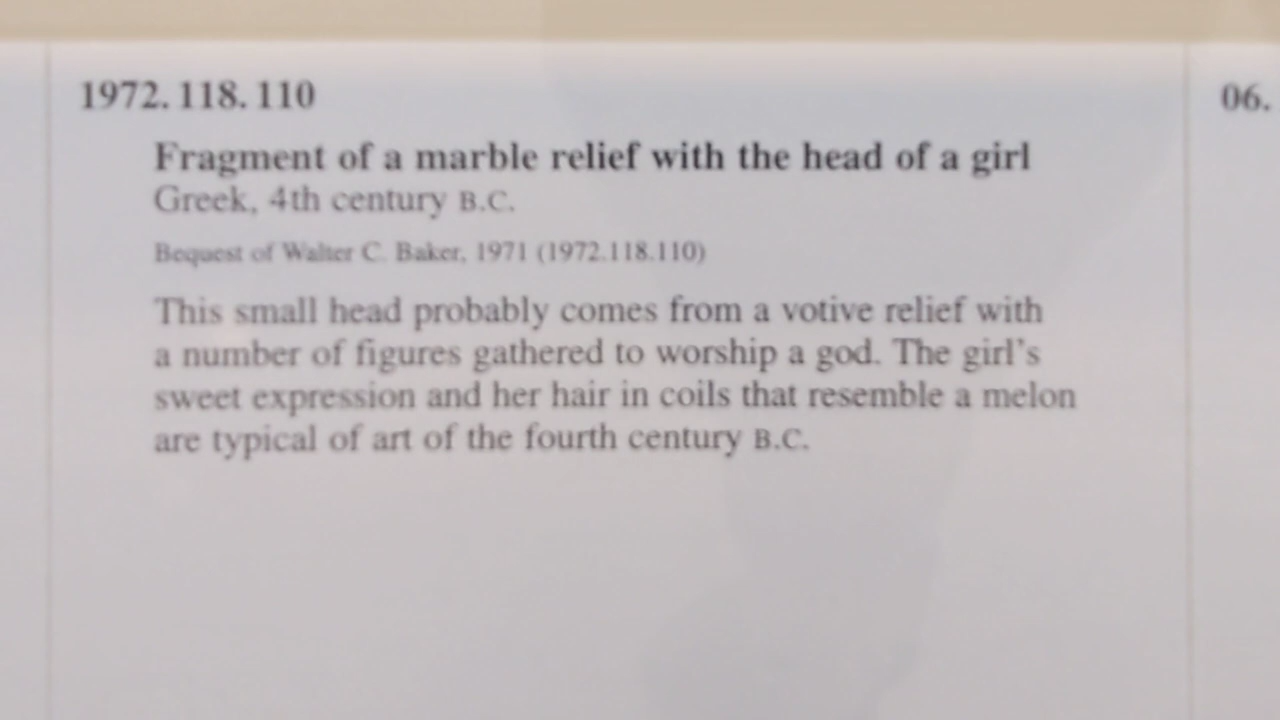 1972.118.110
Fragment of a marble relief with the head of a girl
Greek, 4th century B.C.
Bequest of Walter C. Baker, 1971 (1972.118.110)
This small head probably comes from a votive relief with
a number of figures gathered to worship a god. The girl's
sweet expression and her hair in coils that resemble a melon
are typical of art of the fourth century B.C.
06.